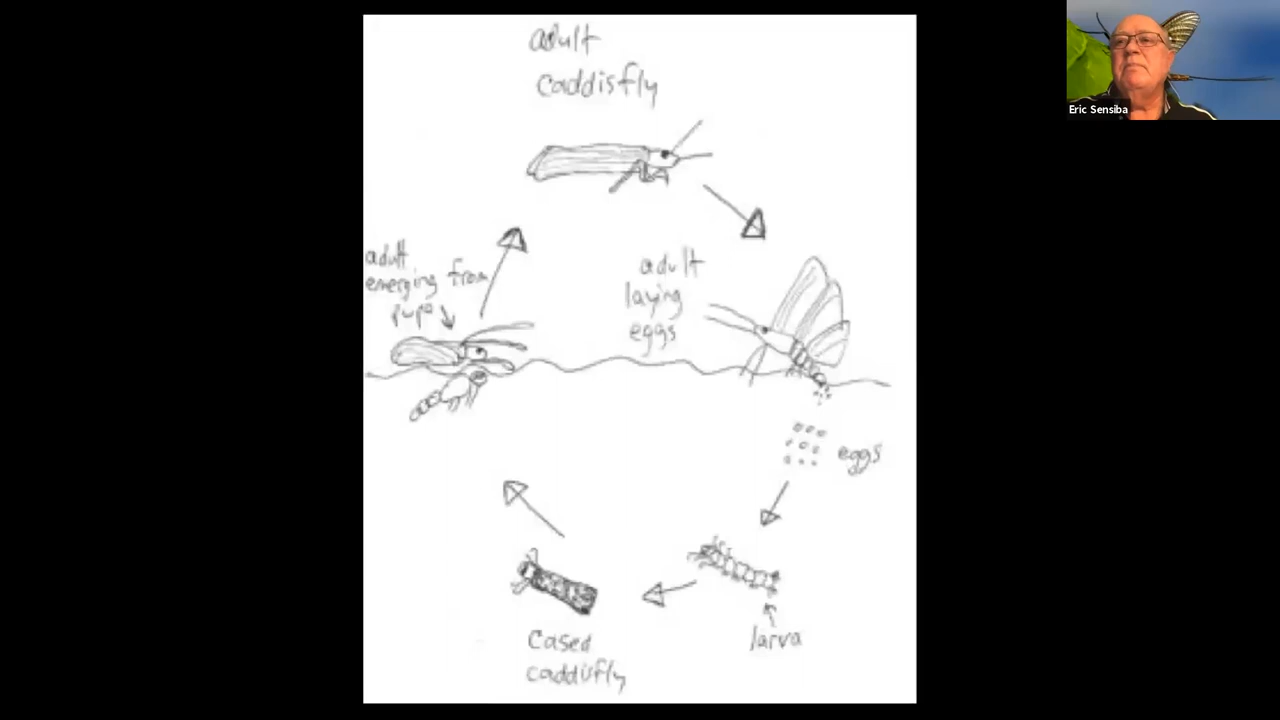 adult
caddisfly
Eric Sensiba
adult
emerging from
pupa
adult
laying
eggs
eggs
larva
cased
caddisfly